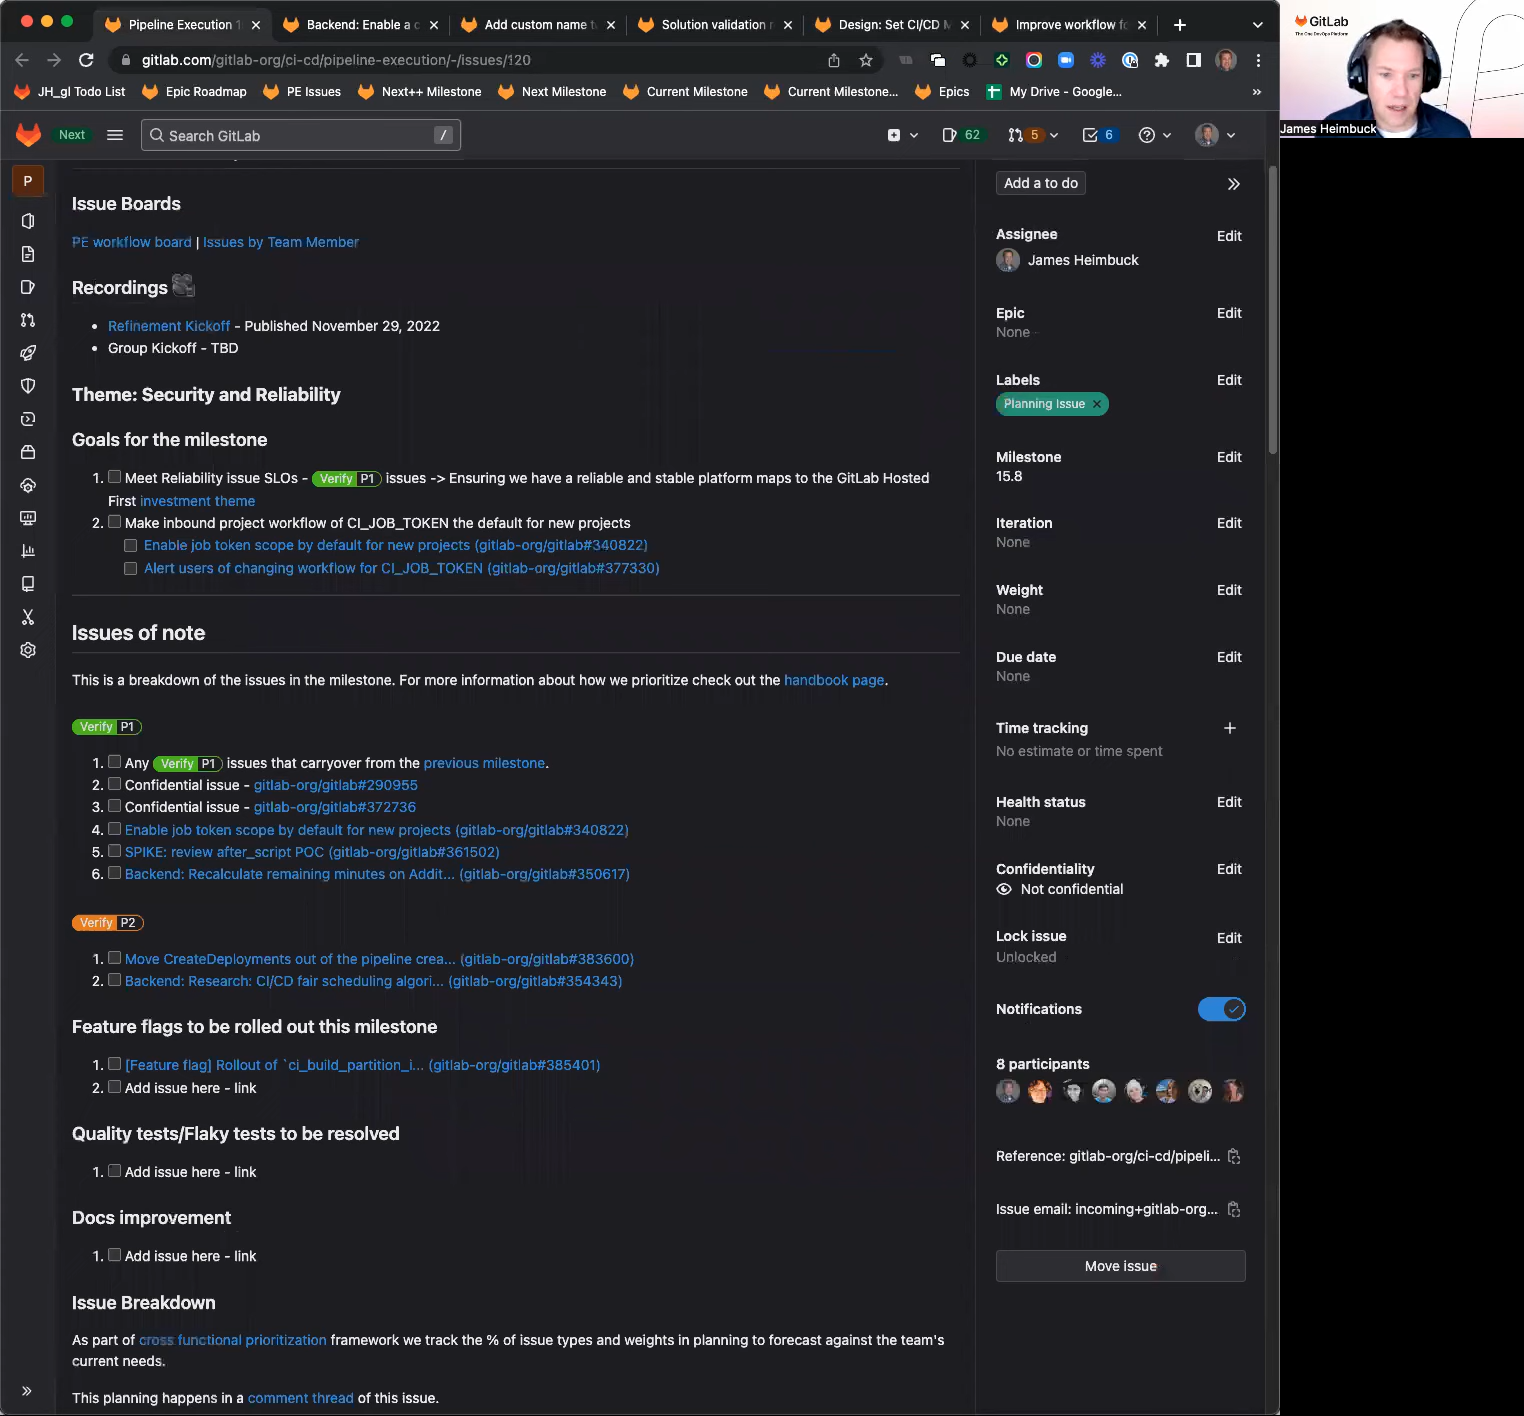 Pipeline Execution 1
Backend: Enable a c
Add custom name t
Solution validation
Design: Set CI/CD M
Improve workflow fo
gitlab.com/gitlab-org/ci-cd/pipeline-execution/-/issues/120
JH_gl Todo List
Epic Roadmap
PE Issues
Next++ Milestone
Next Milestone
Current Milestone
Current Milestone...
Epics
My Drive - Google...
Next
Search GitLab
/
62
5
6
GitLab
The One DevOps Platform
James Heimbuck
P
Issue Boards
PE workflow board | Issues by Team Member
Recordings
• Refinement Kickoff - Published November 29, 2022
• Group Kickoff - TBD
Theme: Security and Reliability
Goals for the milestone
1. Meet Reliability issue SLOs - Verify P1 issues -> Ensuring we have a reliable and stable platform maps to the GitLab Hosted
First investment theme
2. Make inbound project workflow of CI_JOB_TOKEN the default for new projects
Enable job token scope by default for new projects (gitlab-org/gitlab#340822)
Alert users of changing workflow for CI_JOB_TOKEN (gitlab-org/gitlab#377330)
Issues of note
This is a breakdown of the issues in the milestone. For more information about how we prioritize check out the handbook page.
Verify P1
1. Any Verify P1 issues that carryover from the previous milestone.
2. Confidential issue - gitlab-org/gitlab#290955
3. Confidential issue - gitlab-org/gitlab#372736
4. Enable job token scope by default for new projects (gitlab-org/gitlab#340822)
5. SPIKE: review after_script POC (gitlab-org/gitlab#361502)
6. Backend: Recalculate remaining minutes on Addit... (gitlab-org/gitlab#350617)
Verify P2
1. Move CreateDeployments out of the pipeline crea... (gitlab-org/gitlab#383600)
2. Backend: Research: CI/CD fair scheduling algori... (gitlab-org/gitlab#354343)
Feature flags to be rolled out this milestone
1. [Feature flag] Rollout of `ci_build_partition_i... (gitlab-org/gitlab#385401)
2. Add issue here - link
Quality tests/Flaky tests to be resolved
1. Add issue here - link
Docs improvement
1. Add issue here - link
Issue Breakdown
As part of cross functional prioritization framework we track the % of issue types and weights in planning to forecast against the team's
current needs.
This planning happens in a comment thread of this issue.
Add a to do
Assignee Edit
James Heimbuck
Epic Edit
None
Labels Edit
Planning Issue
Milestone Edit
15.8
Iteration Edit
None
Weight Edit
None
Due date Edit
None
Time tracking
No estimate or time spent
Health status Edit
None
Confidentiality Edit
Not confidential
Lock issue Edit
Unlocked
Notifications
8 participants
Reference: gitlab-org/ci-cd/pipeli...
Issue email: incoming+gitlab-org...
Move issue